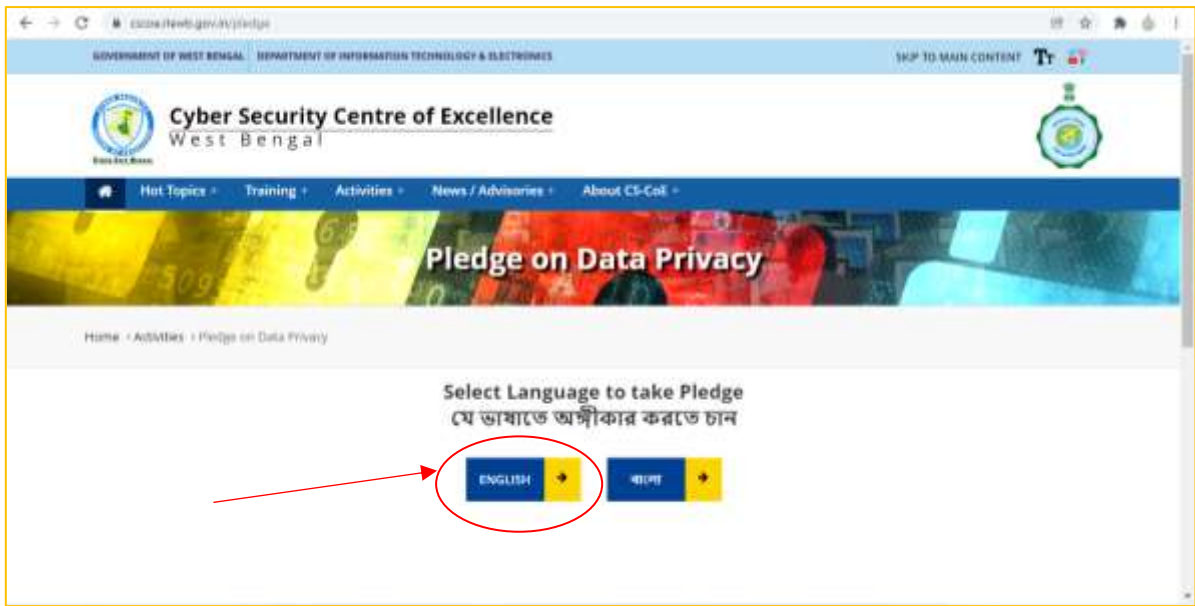 GOVERNMENT OF WEST BENGAL DEPARTMENT OF INFORMATION TECHNOLOGY & ELECTRONICS
SKIP TO MAIN CONTENT
Cyber Security Centre of Excellence
West Bengal
Hot Topics Training Activities News / Advisories About CS-CoE
Pledge on Data Privacy
Home Activities Pledge on Data Privacy
Select Language to take Pledge
যে ভাষাতে অঙ্গীকার করতে চান
ENGLISH বাংলা